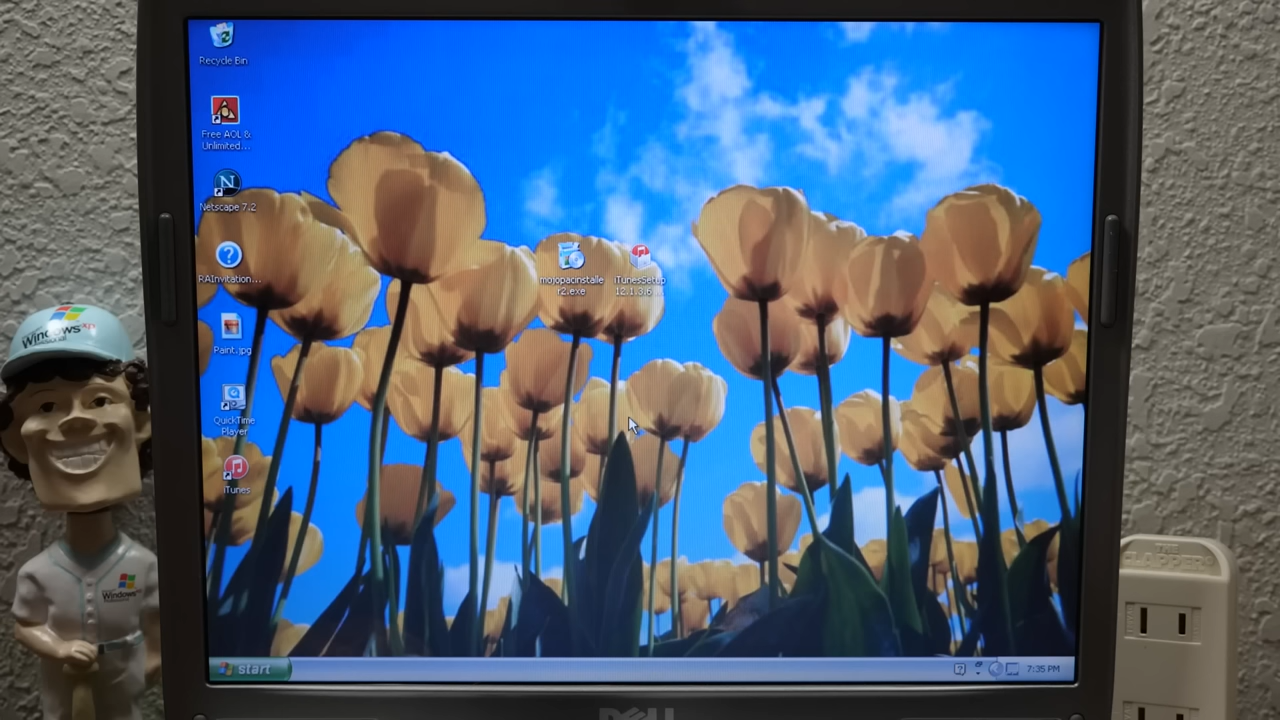 Recycle Bin
Free AOL &
Unlimited...
Netscape 7.2
RAInvitation...
Paint.jpg
QuickTime
Player
iTunes
mojopacinstalle
r2.exe
iTunesSetup
12.1.3.6 ...
start
7:35 PM
Windows xp
Windows
DELL